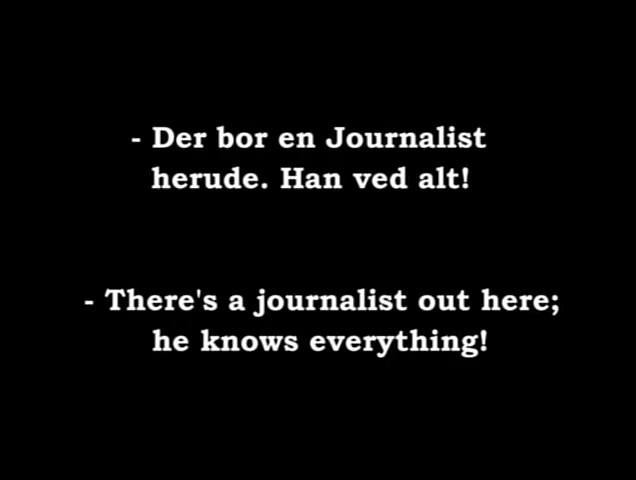 - Der bor en Journalist
herude. Han ved alt!
- There's a journalist out here;
he knows everything!